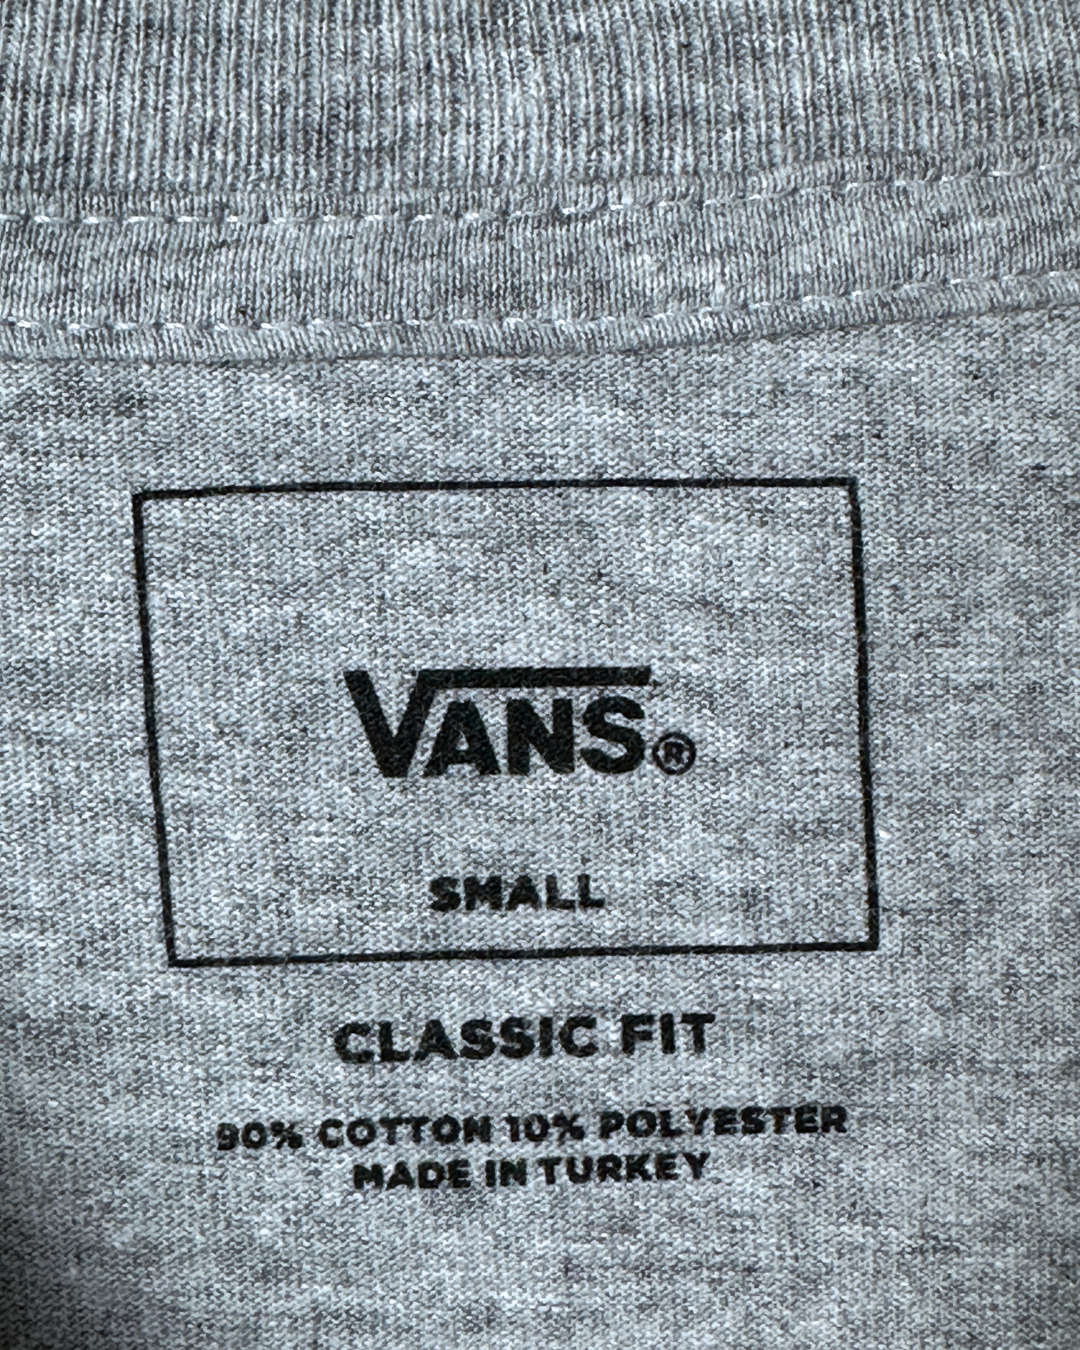 VANS®
SMALL
CLASSIC FIT
90% COTTON 10% POLYESTER
MADE IN TURKEY